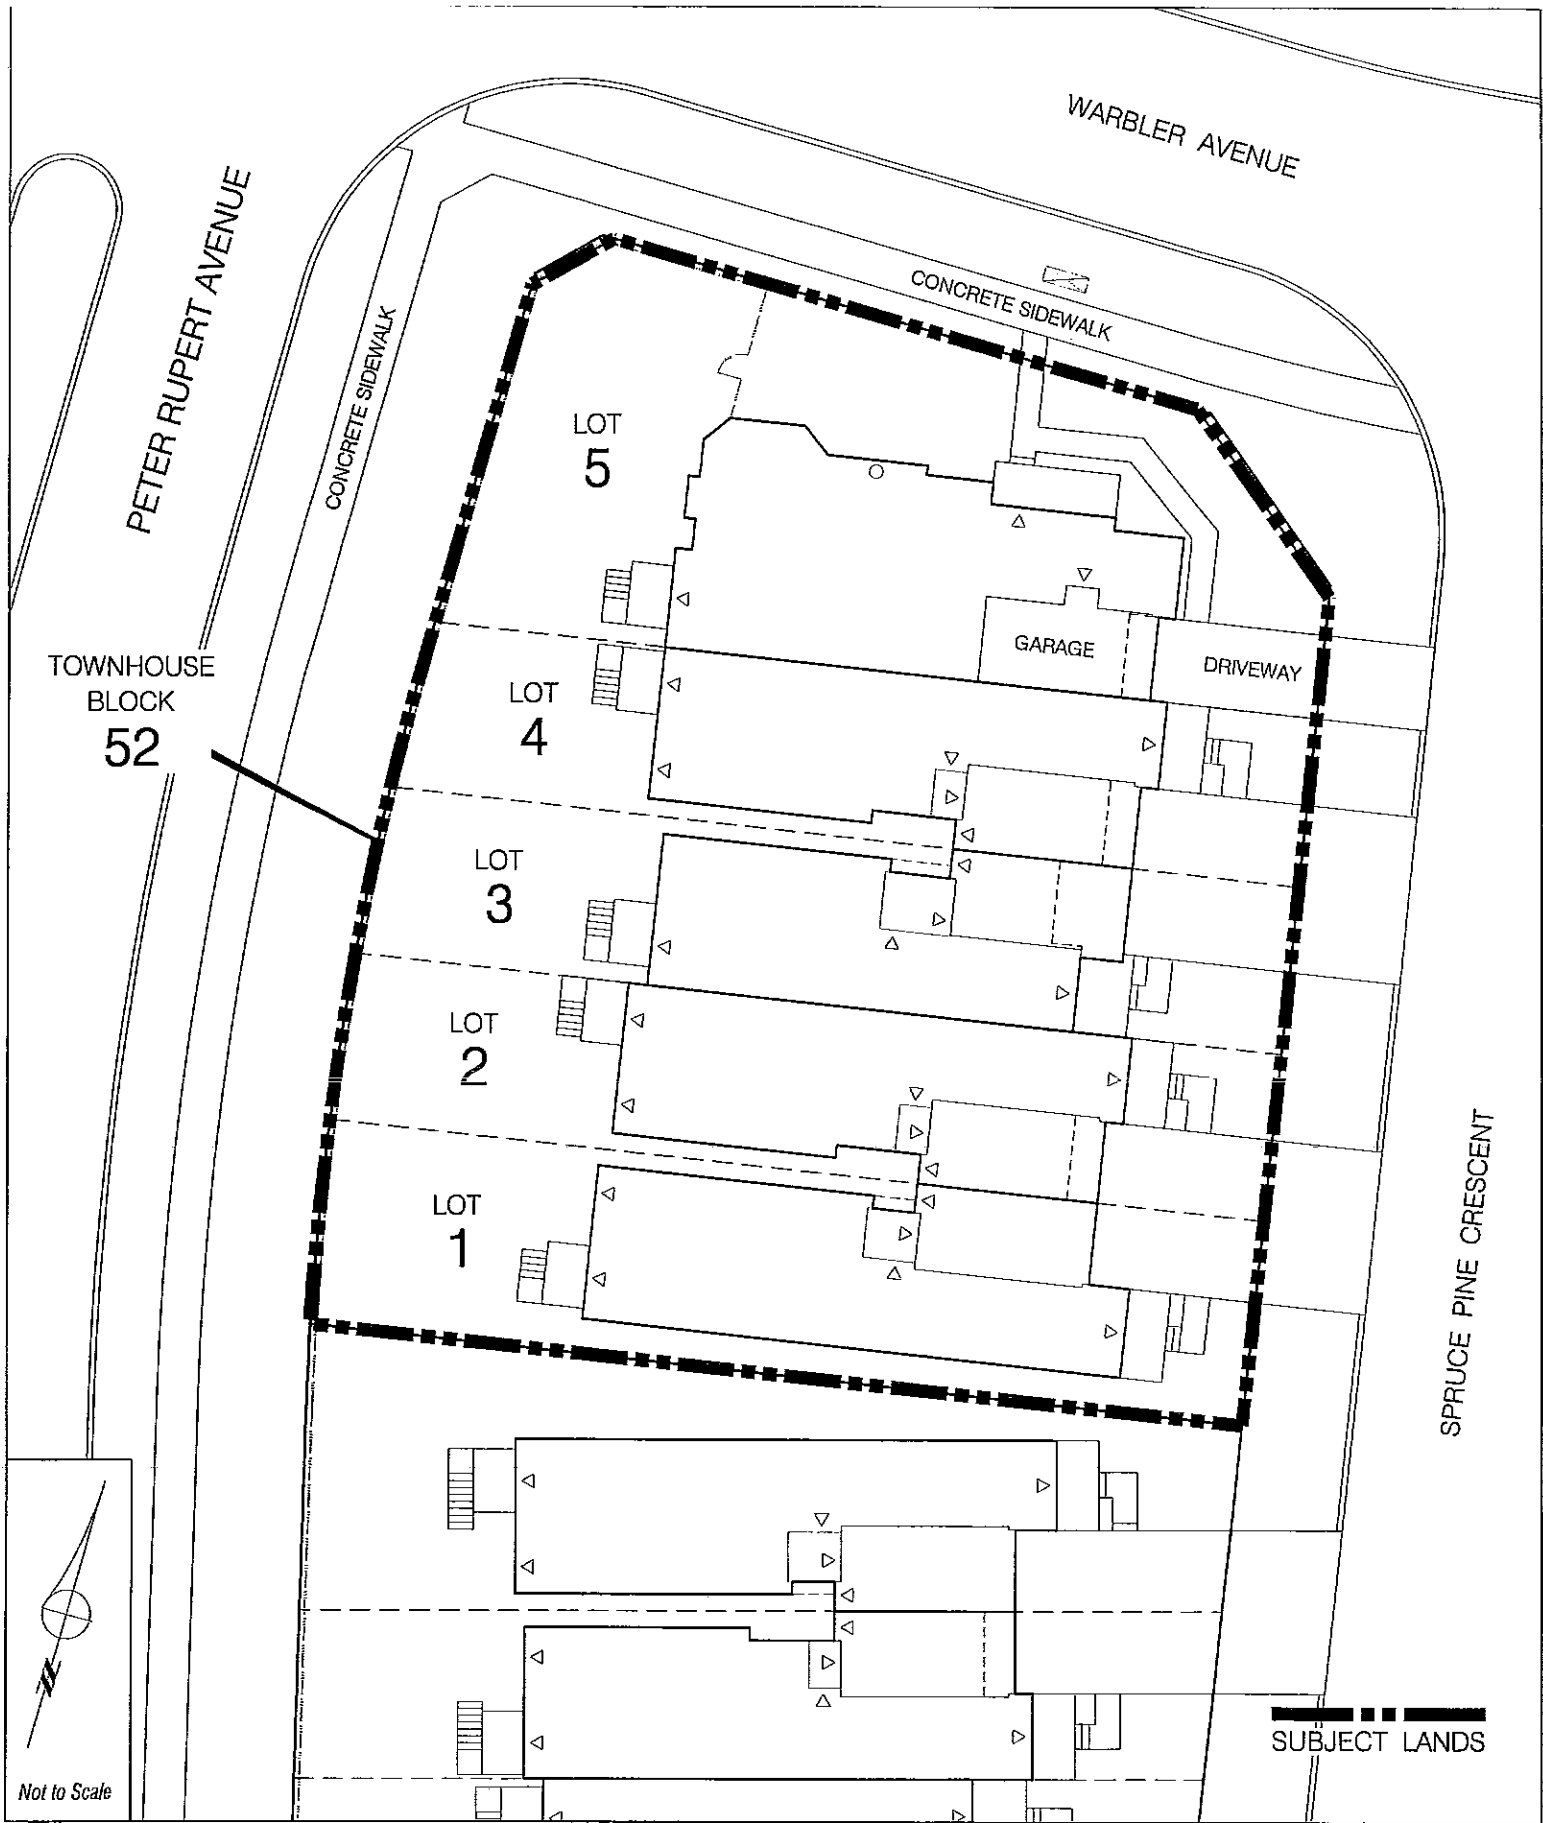 WARBLER AVENUE
PETER RUPERT AVENUE
CONCRETE SIDEWALK
CONCRETE SIDEWALK
LOT
5
GARAGE
DRIVEWAY
TOWNHOUSE
BLOCK
52
LOT
4
LOT
3
LOT
2
LOT
1
SPRUCE PINE CRESCENT
N
Not to Scale
SUBJECT LANDS